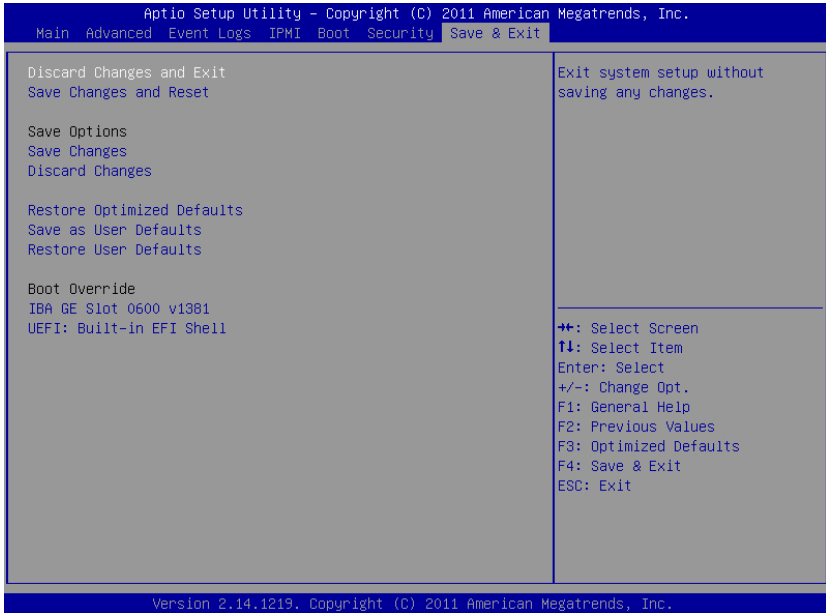 Aptio Setup Utility – Copyright (C) 2011 American Megatrends, Inc.
Main Advanced Event Logs IPMI Boot Security Save & Exit
Discard Changes and Exit
Save Changes and Reset
Save Options
Save Changes
Discard Changes
Restore Optimized Defaults
Save as User Defaults
Restore User Defaults
Boot Override
IBA GE Slot 0600 v1381
UEFI: Built-in EFI Shell
Exit system setup without
saving any changes.
→←: Select Screen
↑↓: Select Item
Enter: Select
+/-: Change Opt.
F1: General Help
F2: Previous Values
F3: Optimized Defaults
F4: Save & Exit
ESC: Exit
Version 2.14.1219. Copyright (C) 2011 American Megatrends, Inc.